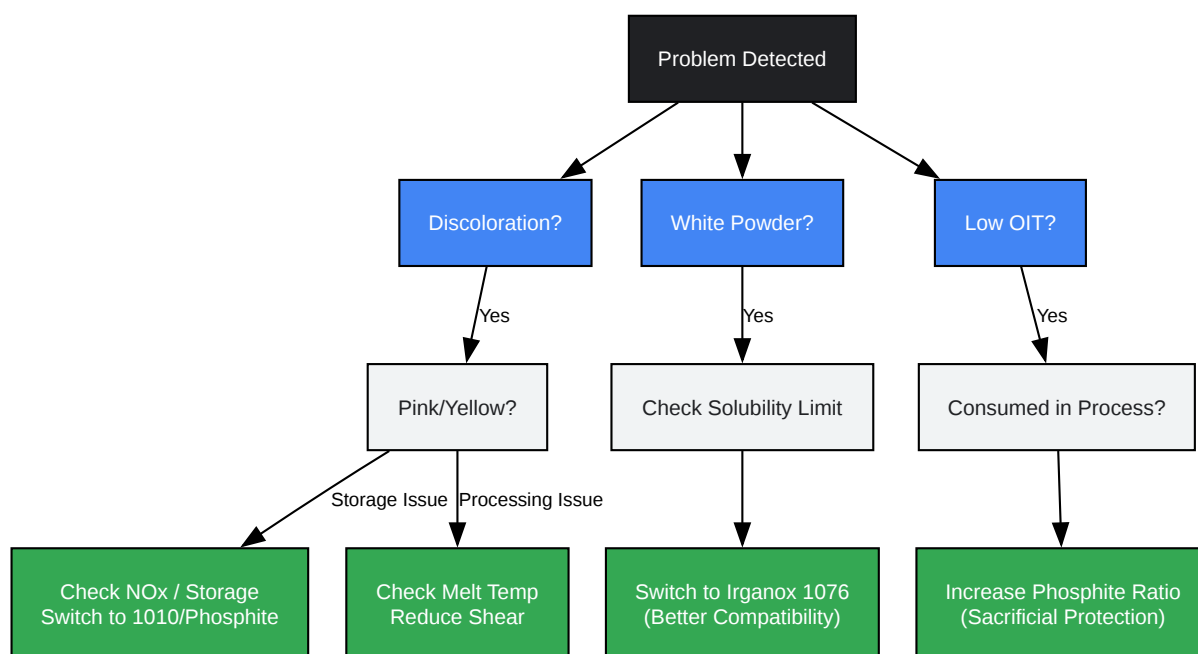 Problem Detected
Discoloration?
White Powder?
Low OIT?
Yes
Yes
Yes
Pink/Yellow?
Check Solubility Limit
Consumed in Process?
Storage Issue
Processing Issue
Check NOx / Storage
Switch to 1010/Phosphite
Check Melt Temp
Reduce Shear
Switch to Irganox 1076
(Better Compatibility)
Increase Phosphite Ratio
(Sacrificial Protection)